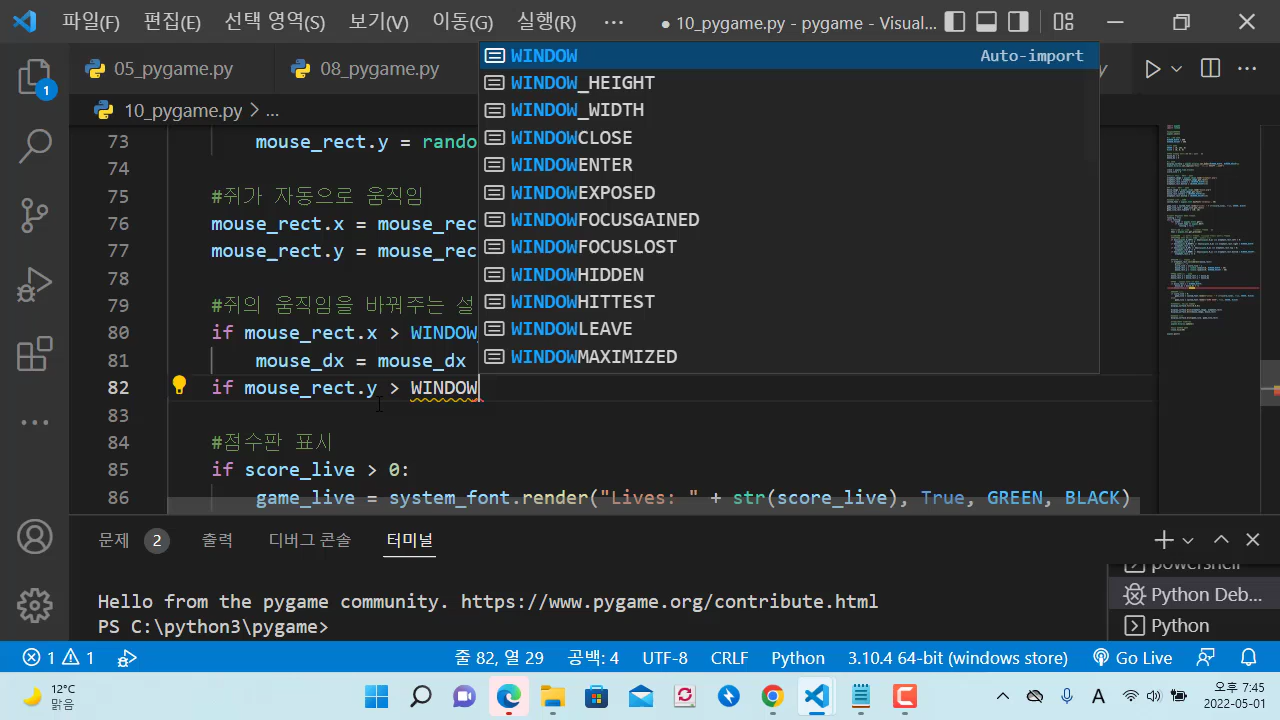 파일(F) 편집(E) 선택 영역(S) 보기(V) 이동(G) 실행(R) ··· ● 10_pygame.py - pygame - Visual...
05_pygame.py 08_pygame.py
10_pygame.py > ...
WINDOW Auto-import
WINDOW_HEIGHT
WINDOW_WIDTH
WINDOWCLOSE
WINDOWENTER
WINDOWEXPOSED
WINDOWFOCUSGAINED
WINDOWFOCUSLOST
WINDOWHIDDEN
WINDOWHITTEST
WINDOWLEAVE
WINDOWMAXIMIZED
73 mouse_rect.y = rando
74
75 #쥐가 자동으로 움직임
76 mouse_rect.x = mouse_rec
77 mouse_rect.y = mouse_rec
78
79 #쥐의 움직임을 바꿔주는 설
80 if mouse_rect.x > WINDOW_
81 mouse_dx = mouse_dx
82 if mouse_rect.y > WINDOW
83
84 #점수판 표시
85 if score_live > 0:
86 game_live = system_font.render("Lives: " + str(score_live), True, GREEN, BLACK)
1
문제 2 출력 디버그 콘솔 터미널
Hello from the pygame community. https://www.pygame.org/contribute.html
PS C:\python3\pygame>
powershell
Python Deb...
Python
1 1 줄 82, 열 29 공백: 4 UTF-8 CRLF Python 3.10.4 64-bit (windows store) Go Live
12°C
맑음
A
오후 7:45
2022-05-01